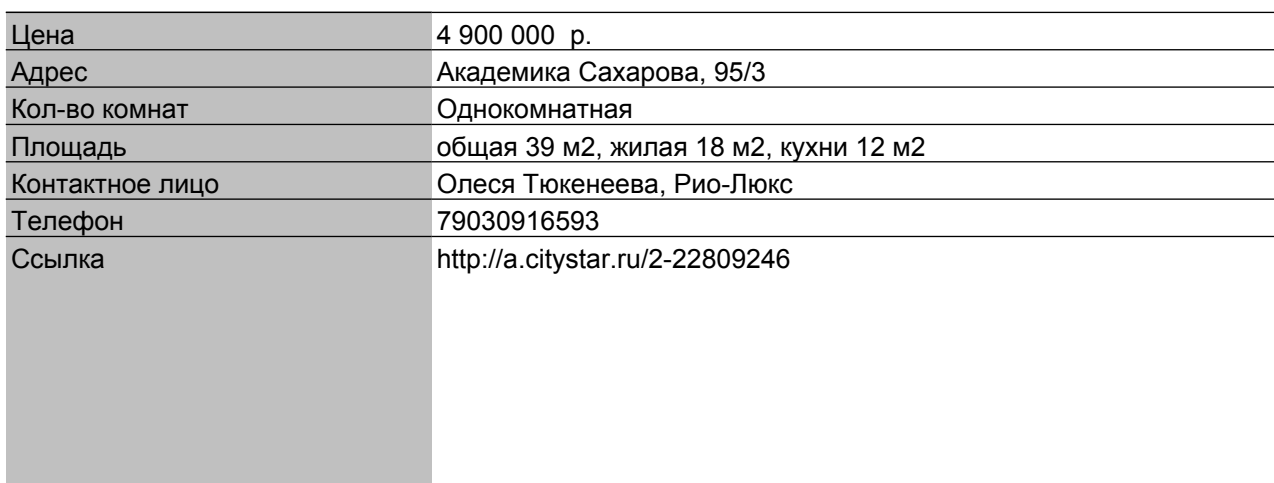 Цена 4 900 000  р.
Адрес Академика Сахарова, 95/3
Кол-во комнат Однокомнатная
Площадь общая 39 м2, жилая 18 м2, кухни 12 м2
Контактное лицо Олеся Тюкенеева, Рио-Люкс
Телефон 79030916593
Ссылка http://a.citystar.ru/2-22809246